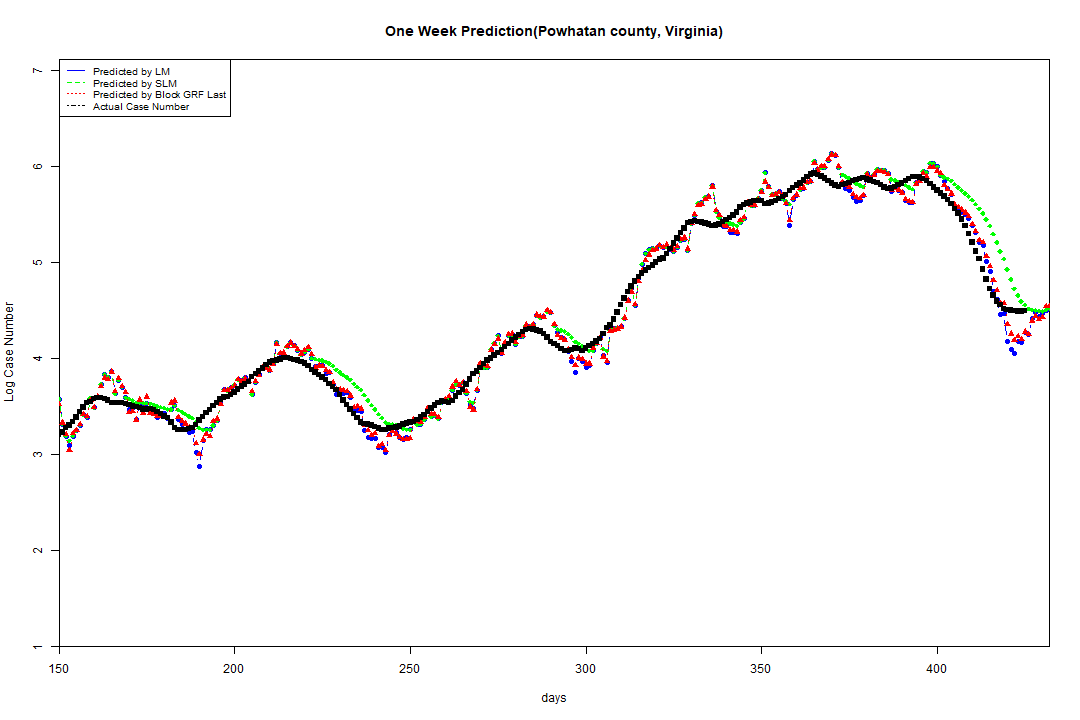 One Week Prediction(Powhatan county, Virginia)
Predicted by LM
Predicted by SLM
Predicted by Block GRF Last
Actual Case Number
7
6
5
4
3
2
1
Log Case Number
150 200 250 300 350 400
days